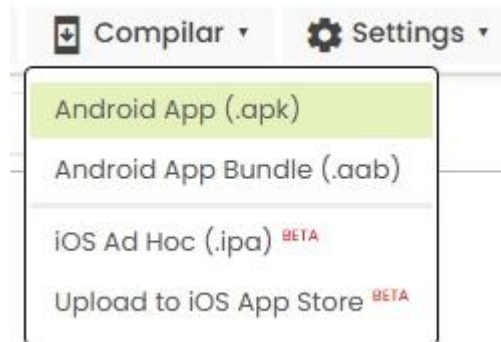 Compilar Settings
Android App (.apk)
Android App Bundle (.aab)
iOS Ad Hoc (.ipa) BETA
Upload to iOS App Store BETA